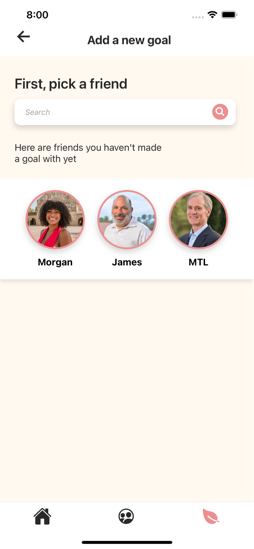 8:00
Add a new goal
First, pick a friend
Search
Here are friends you haven't made
a goal with yet
Morgan
James
MTL